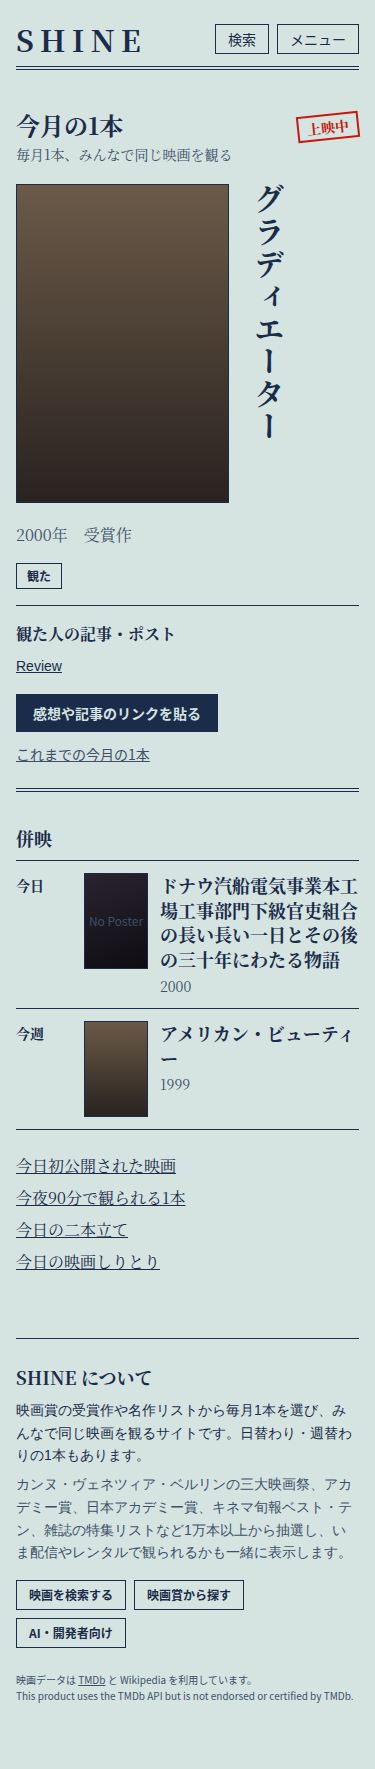 SHINE
検索 メニュー
今月の1本
上映中
毎月1本、みんなで同じ映画を観る
グラディエーター
2000年 受賞作
観た
観た人の記事・ポスト
Review
感想や記事のリンクを貼る
これまでの今月の1本
併映
今日
No Poster
ドナウ汽船電気事業本工
場工事部門下級官吏組合
の長い長い一日とその後
の三十年にわたる物語
2000
今週
アメリカン・ビューティ
ー
1999
今日初公開された映画
今夜90分で観られる1本
今日の二本立て
今日の映画しりとり
SHINE について
映画賞の受賞作や名作リストから毎月1本を選び、み
んなで同じ映画を観るサイトです。日替わり・週替わ
りの1本もあります。
カンヌ・ヴェネツィア・ベルリンの三大映画祭、アカ
デミー賞、日本アカデミー賞、キネマ旬報ベスト・テ
ン、雑誌の特集リストなど1万本以上から抽選し、い
ま配信やレンタルで観られるかも一緒に表示します。
映画を検索する 映画賞から探す
AI・開発者向け
映画データは TMDb と Wikipedia を利用しています。
This product uses the TMDb API but is not endorsed or certified by TMDb.